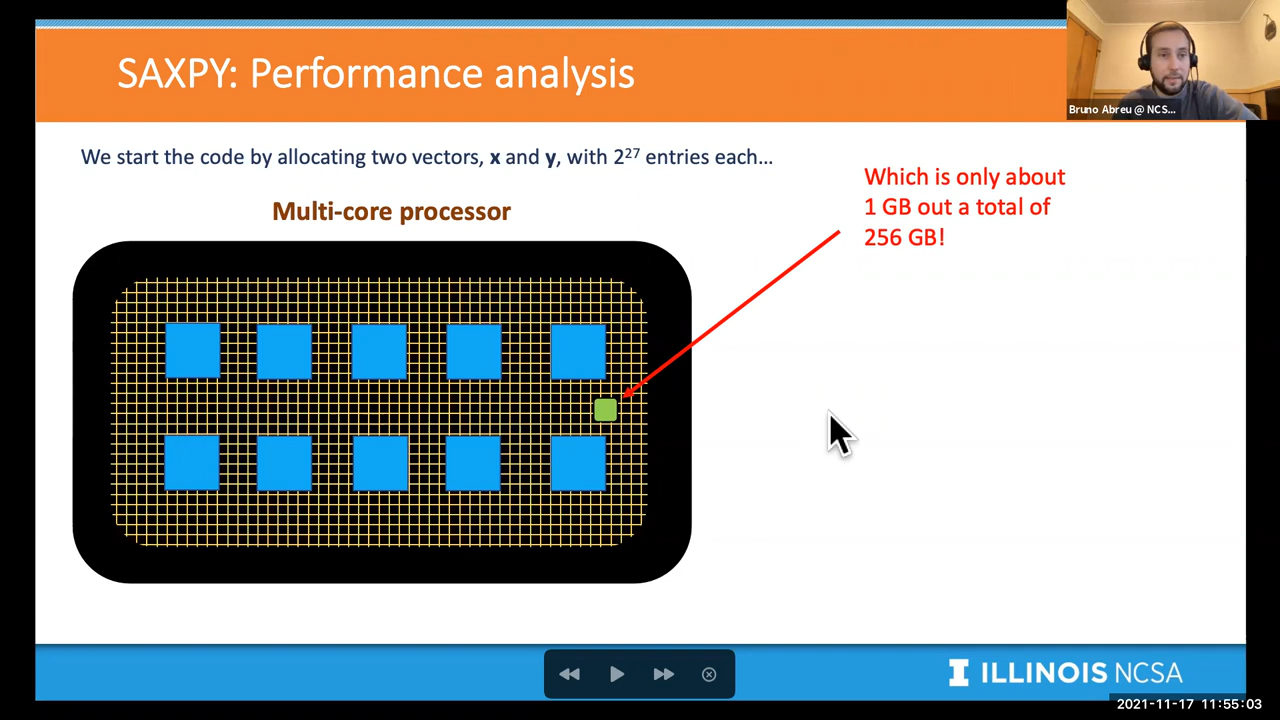 SAXPY: Performance analysis
Bruno Abreu @ NCS...
We start the code by allocating two vectors, x and y, with 2²⁷ entries each...
Which is only about
1 GB out a total of
256 GB!
Multi-core processor
ILLINOIS NCSA
2021-11-17 11:55:03